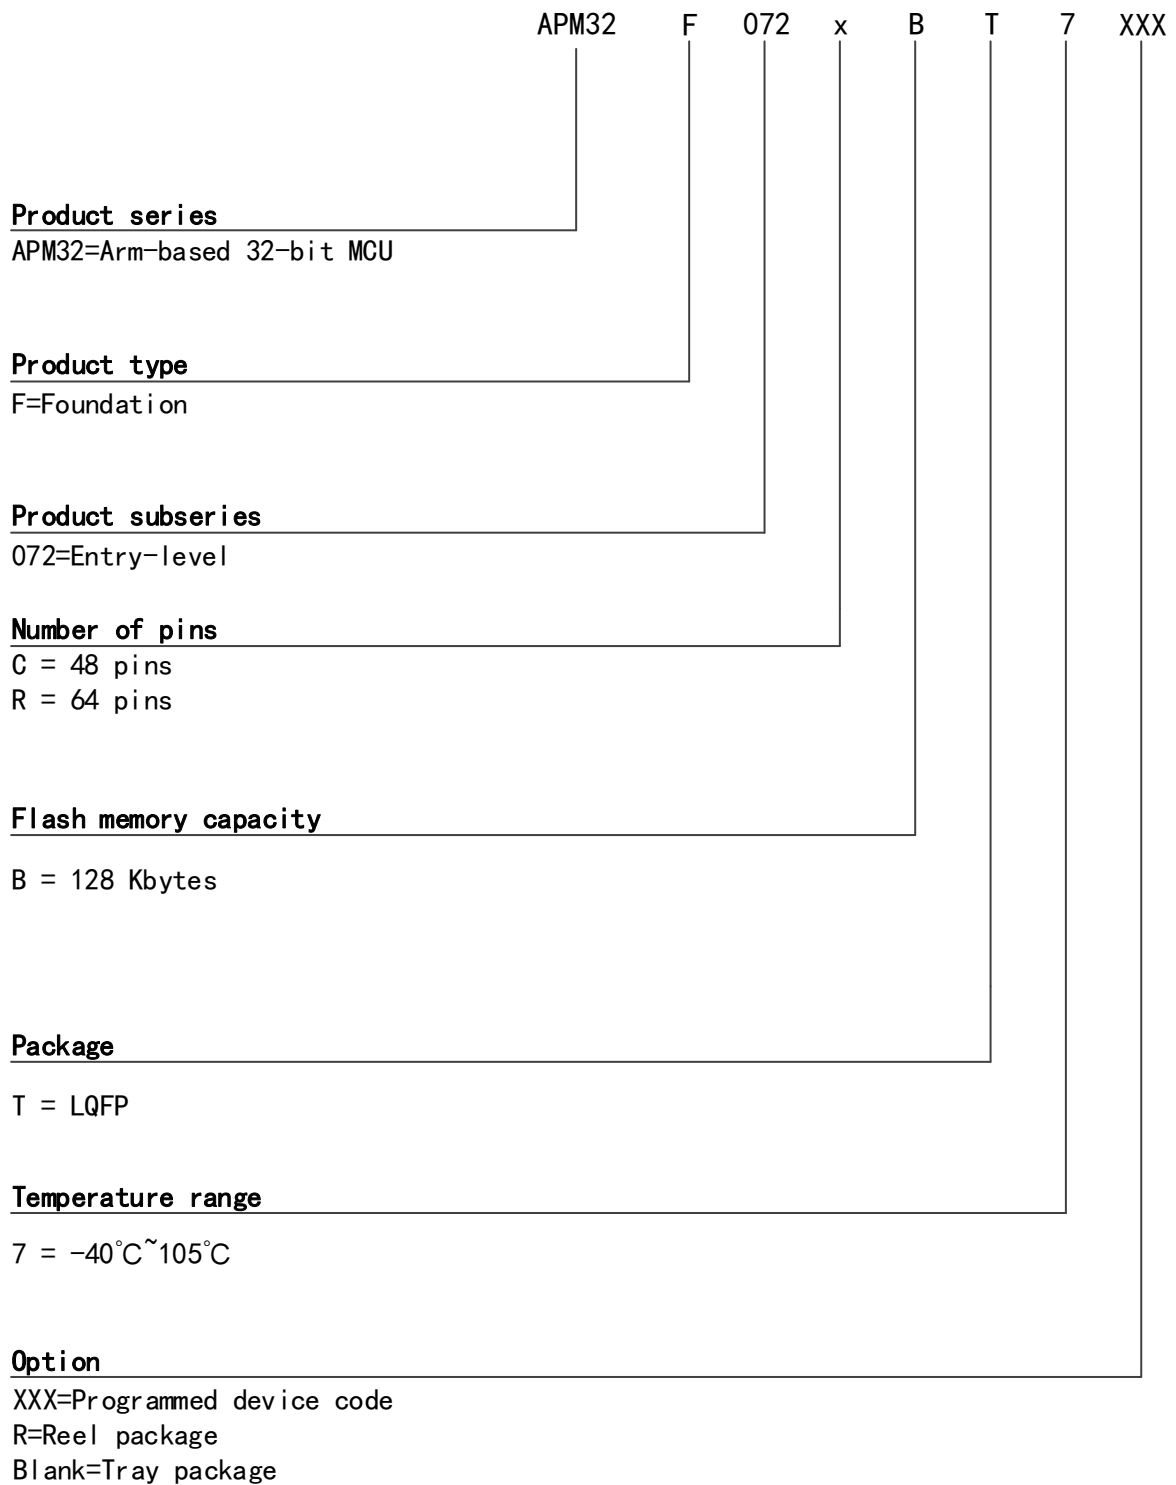 APM32 F 072 x B T 7 XXX
Product series
APM32=Arm-based 32-bit MCU
Product type
F=Foundation
Product subseries
072=Entry-level
Number of pins
C = 48 pins
R = 64 pins
Flash memory capacity
B = 128 Kbytes
Package
T = LQFP
Temperature range
7 = -40℃~105℃
Option
XXX=Programmed device code
R=Reel package
Blank=Tray package